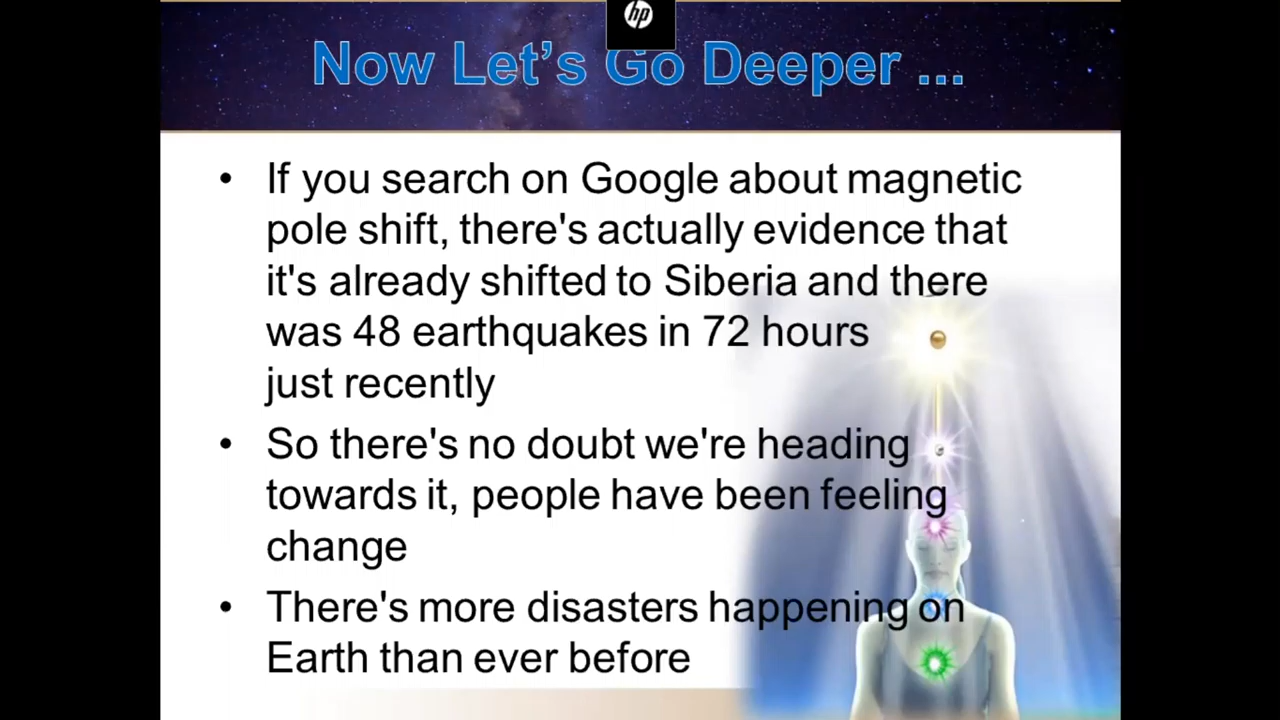 hp
Now Let's Go Deeper ...
• If you search on Google about magnetic
pole shift, there's actually evidence that
it's already shifted to Siberia and there
was 48 earthquakes in 72 hours
just recently
• So there's no doubt we're heading
towards it, people have been feeling
change
• There's more disasters happening on
Earth than ever before